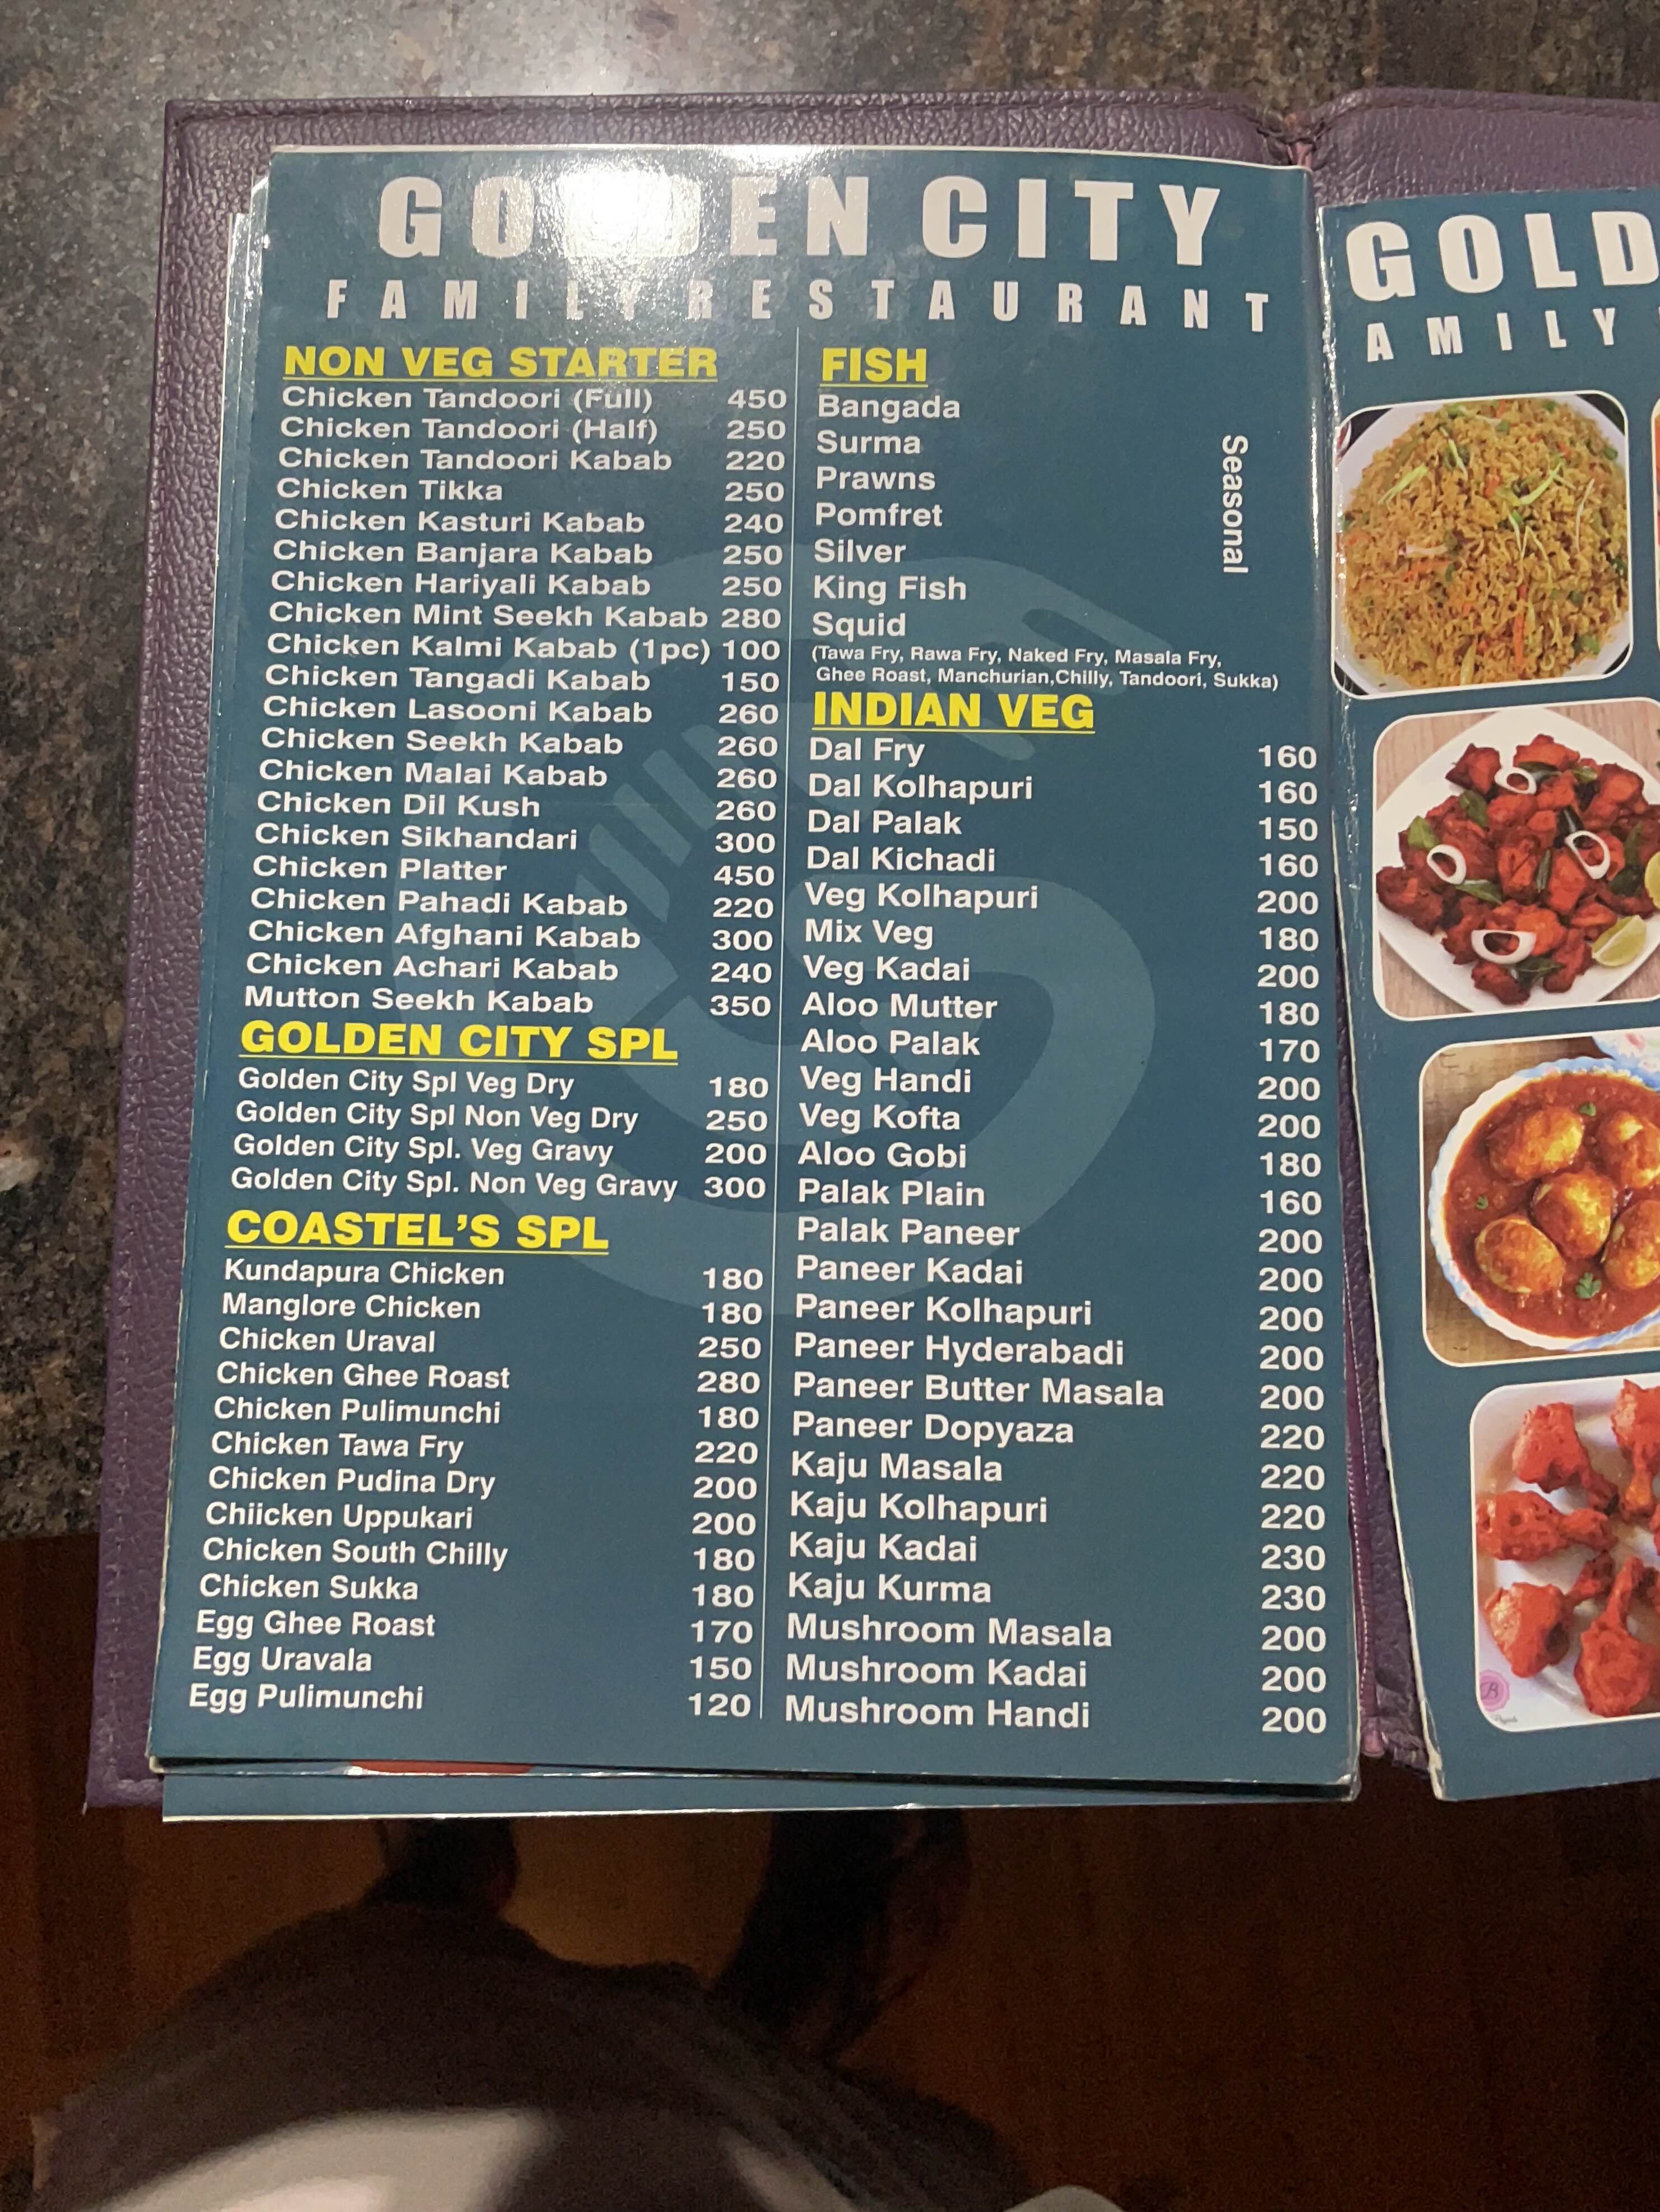 GOLDEN CITY
FAMILY RESTAURANT
NON VEG STARTER
Chicken Tandoori (Full) 450
Chicken Tandoori (Half) 250
Chicken Tandoori Kabab 220
Chicken Tikka 250
Chicken Kasturi Kabab 240
Chicken Banjara Kabab 250
Chicken Hariyali Kabab 250
Chicken Mint Seekh Kabab 280
Chicken Kalmi Kabab (1pc) 100
Chicken Tangadi Kabab 150
Chicken Lasooni Kabab 260
Chicken Seekh Kabab 260
Chicken Malai Kabab 260
Chicken Dil Kush 260
Chicken Sikhandari 300
Chicken Platter 450
Chicken Pahadi Kabab 220
Chicken Afghani Kabab 300
Chicken Achari Kabab 240
Mutton Seekh Kabab 350
GOLDEN CITY SPL
Golden City Spl Veg Dry 180
Golden City Spl Non Veg Dry 250
Golden City Spl. Veg Gravy 200
Golden City Spl. Non Veg Gravy 300
COASTEL'S SPL
Kundapura Chicken 180
Manglore Chicken 180
Chicken Uraval 250
Chicken Ghee Roast 280
Chicken Pulimunchi 180
Chicken Tawa Fry 220
Chicken Pudina Dry 200
Chiicken Uppukari 200
Chicken South Chilly 180
Chicken Sukka 180
Egg Ghee Roast 170
Egg Uravala 150
Egg Pulimunchi 120
FISH
Bangada
Surma
Prawns
Pomfret
Silver
King Fish
Squid
Seasonal
(Tawa Fry, Rawa Fry, Naked Fry, Masala Fry,
Ghee Roast, Manchurian,Chilly, Tandoori, Sukka)
INDIAN VEG
Dal Fry 160
Dal Kolhapuri 160
Dal Palak 150
Dal Kichadi 160
Veg Kolhapuri 200
Mix Veg 180
Veg Kadai 200
Aloo Mutter 180
Aloo Palak 170
Veg Handi 200
Veg Kofta 200
Aloo Gobi 180
Palak Plain 160
Palak Paneer 200
Paneer Kadai 200
Paneer Kolhapuri 200
Paneer Hyderabadi 200
Paneer Butter Masala 200
Paneer Dopyaza 220
Kaju Masala 220
Kaju Kolhapuri 220
Kaju Kadai 230
Kaju Kurma 230
Mushroom Masala 200
Mushroom Kadai 200
Mushroom Handi 200
GOLD
AMILY